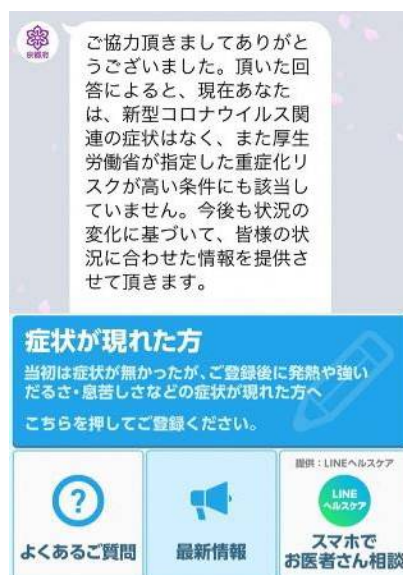 京都府
ご協力頂きましてありがと
うございました。頂いた回
答によると、現在あなた
は、新型コロナウイルス関
連の症状はなく、また厚生
労働省が指定した重症化リ
スクが高い条件にも該当し
ていません。今後も状況の
変化に基づいて、皆様の状
況に合わせた情報を提供さ
せて頂きます。
症状が現れた方
当初は症状が無かったが、ご登録後に発熱や強い
だるさ・息苦しさなどの症状が現れた方へ
こちらを押してご登録ください。
?
よくあるご質問
最新情報
提供：LINEヘルスケア
LINE
ヘルスケア
スマホで
お医者さん相談